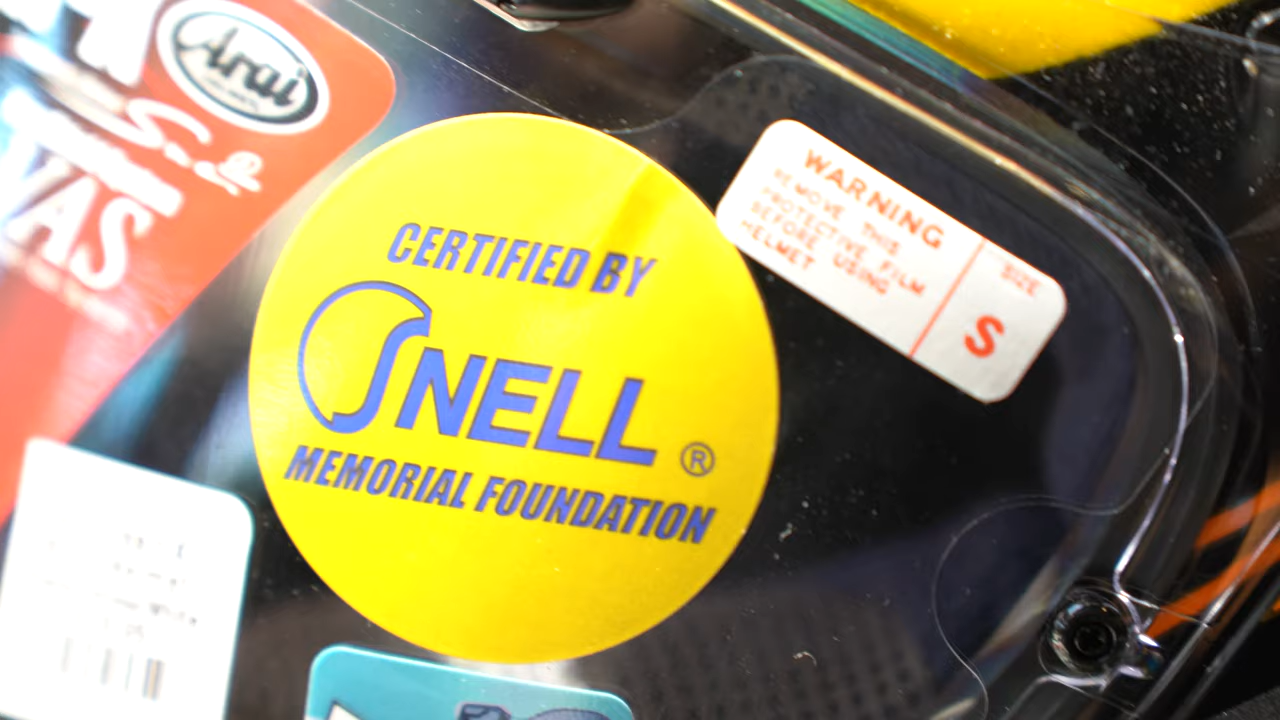 Arai
AS
CERTIFIED BY
SNELL
®
MEMORIAL FOUNDATION
WARNING
REMOVE THIS
PROTECTIVE FILM
BEFORE USING
HELMET
SIZE
S